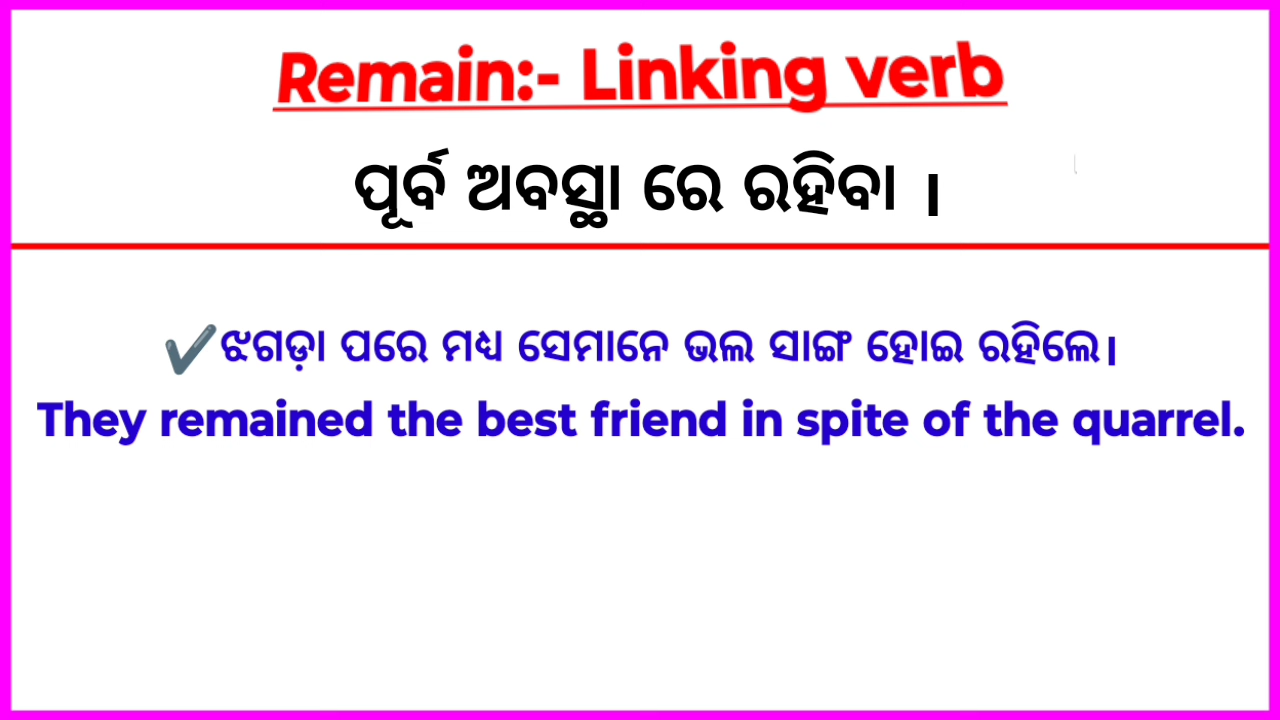 Remain:- Linking verb
ପୂର୍ବ ଅବସ୍ଥା ରେ ରହିବା ।
✔️ଝଗଡ଼ା ପରେ ମଧ୍ୟ ସେମାନେ ଭଲ ସାଙ୍ଗ ହୋଇ ରହିଲେ।
They remained the best friend in spite of the quarrel.